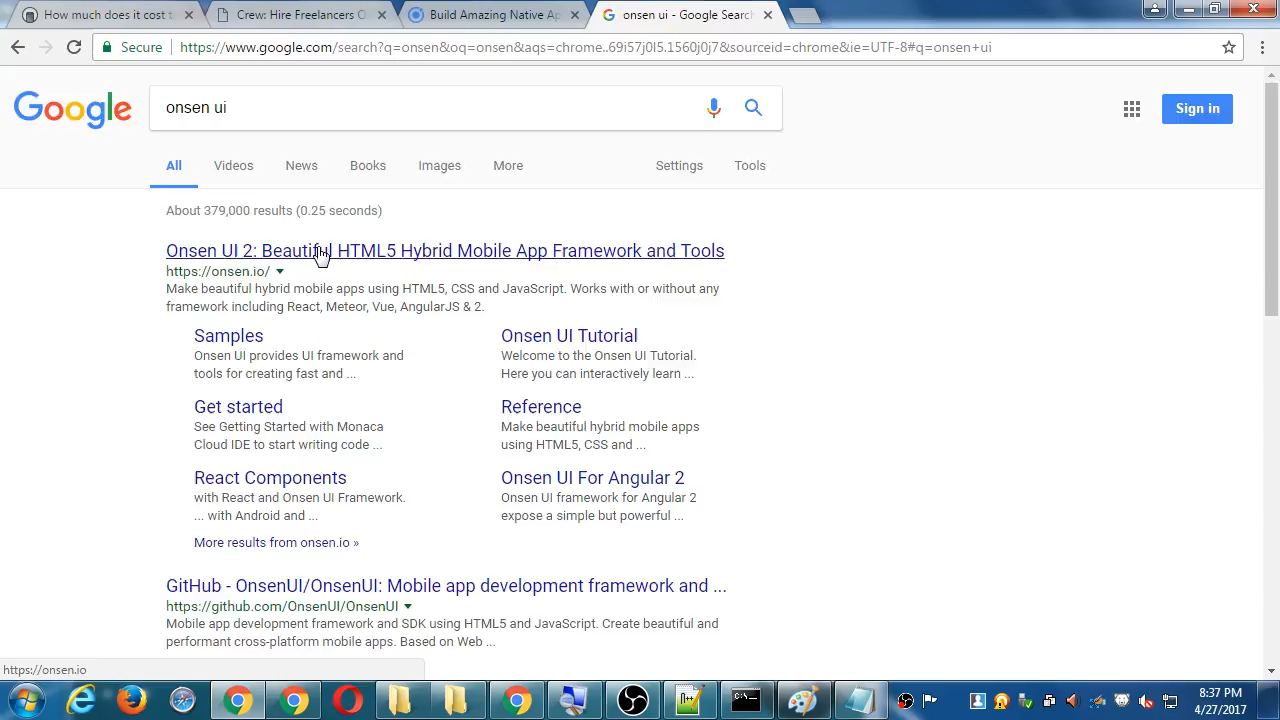 How much does it cost t
Crew: Hire Freelancers O
Build Amazing Native Ap
onsen ui - Google Search
Secure
https://www.google.com/search?q=onsen&oq=onsen&aqs=chrome..69i57j0l5.1560j0j7&sourceid=chrome&ie=UTF-8#q=onsen+ui
Google
onsen ui
Sign in
All Videos News Books Images More Settings Tools
About 379,000 results (0.25 seconds)
Onsen UI 2: Beautiful HTML5 Hybrid Mobile App Framework and Tools
https://onsen.io/
Make beautiful hybrid mobile apps using HTML5, CSS and JavaScript. Works with or without any
framework including React, Meteor, Vue, AngularJS & 2.
Samples
Onsen UI provides UI framework and
tools for creating fast and ...
Onsen UI Tutorial
Welcome to the Onsen UI Tutorial.
Here you can interactively learn ...
Get started
See Getting Started with Monaca
Cloud IDE to start writing code ...
Reference
Make beautiful hybrid mobile apps
using HTML5, CSS and ...
React Components
with React and Onsen UI Framework.
... with Android and ...
Onsen UI For Angular 2
Onsen UI framework for Angular 2
expose a simple but powerful ...
More results from onsen.io »
GitHub - OnsenUI/OnsenUI: Mobile app development framework and ...
https://github.com/OnsenUI/OnsenUI
Mobile app development framework and SDK using HTML5 and JavaScript. Create beautiful and
performant cross-platform mobile apps. Based on Web ...
https://onsen.io
8:37 PM
4/27/2017